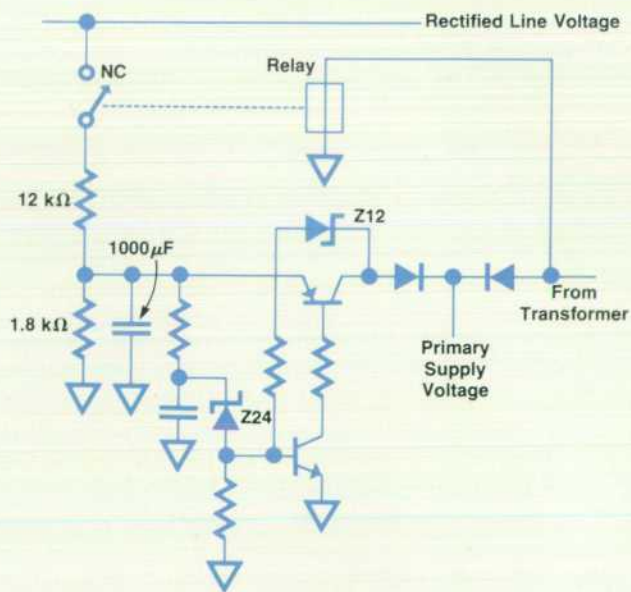 Rectified Line Voltage
NC
Relay
12 kΩ
Z12
1000μF
1.8 kΩ
From
Transformer
Primary
Supply
Voltage
Z24